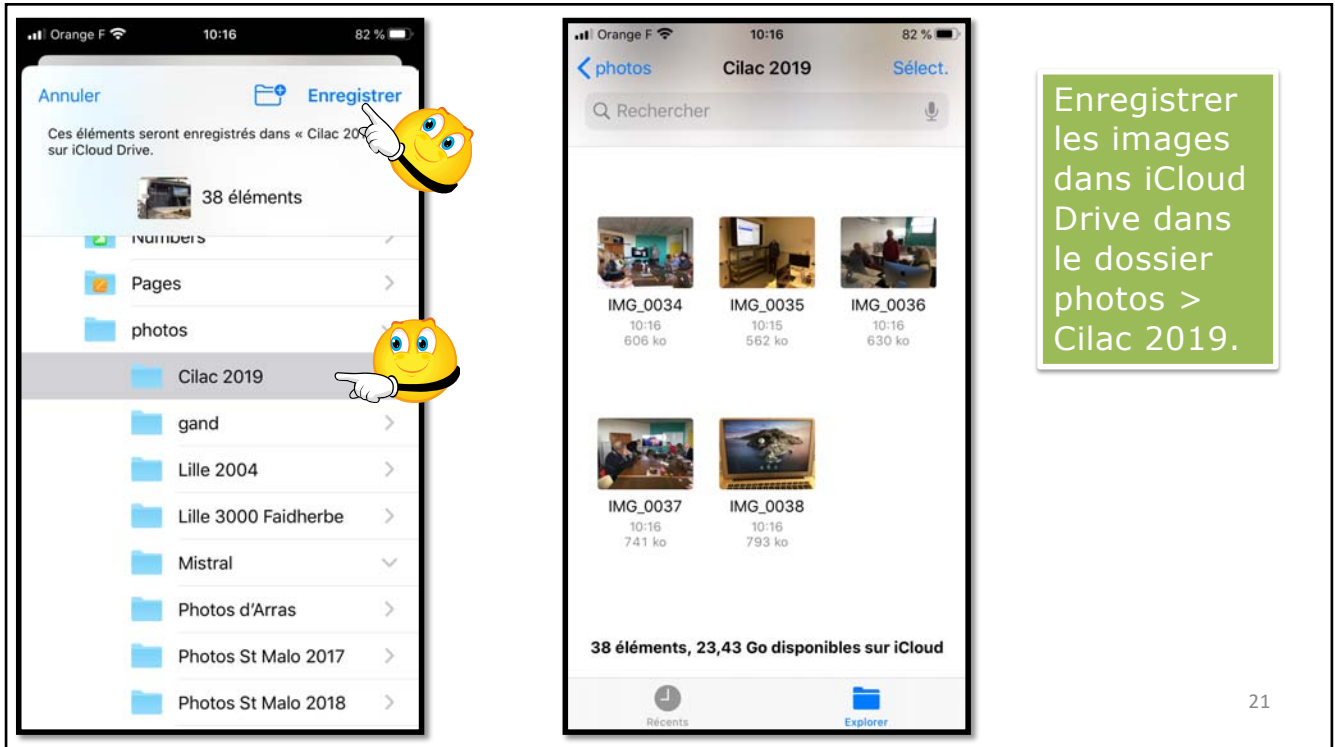 Orange F 10:16 82 %
Annuler Enregistrer
Ces éléments seront enregistrés dans « Cilac
sur iCloud Drive.
38 éléments
Numbers
Pages
photos
Cilac 2019
gand
Lille 2004
Lille 3000 Faidherbe
Mistral
Photos d'Arras
Photos St Malo 2017
Photos St Malo 2018
Orange F 10:16 82 %
photos Cilac 2019 Sélect.
Rechercher
IMG_0034 IMG_0035 IMG_0036
10:16 10:15 10:16
606 ko 562 ko 630 ko
IMG_0037 IMG_0038
10:16 10:16
741 ko 793 ko
38 éléments, 23,43 Go disponibles sur iCloud
Récents Explorer
Enregistrer
les images
dans iCloud
Drive dans
le dossier
photos >
Cilac 2019.
21